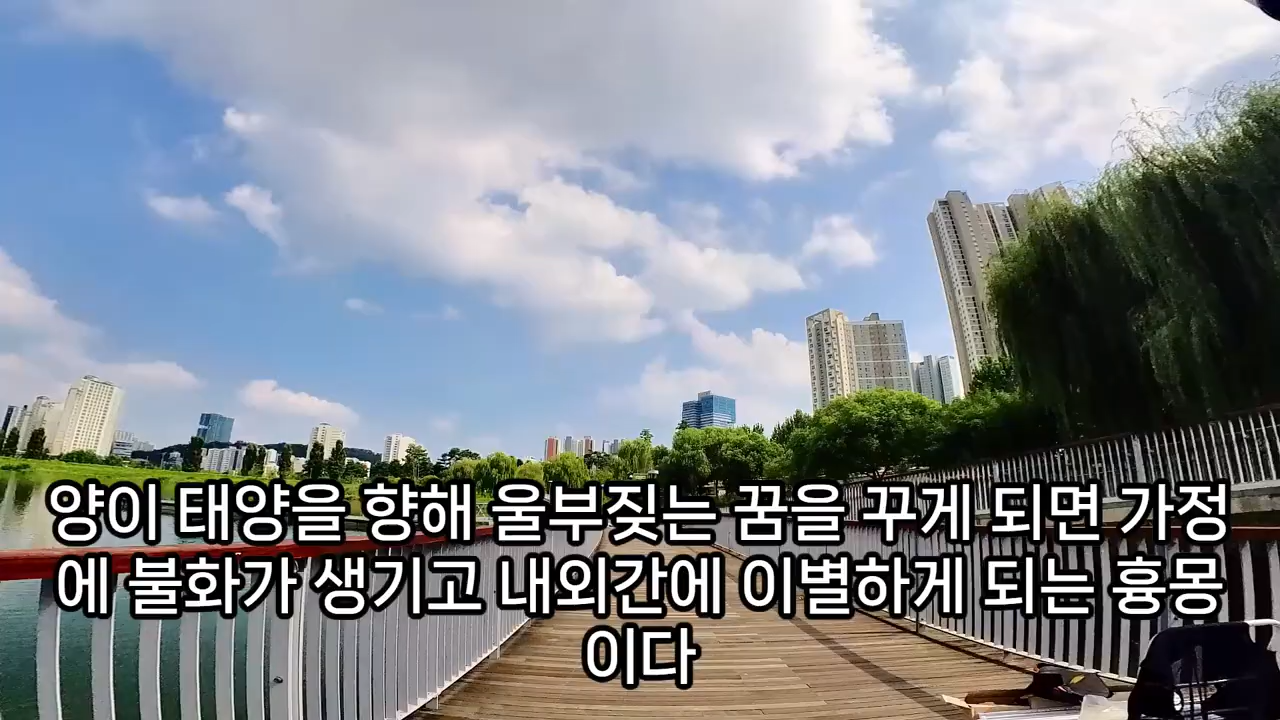 양이 태양을 향해 울부짖는 꿈을 꾸게 되면 가정
에 불화가 생기고 내외간에 이별하게 되는 흉몽
이다